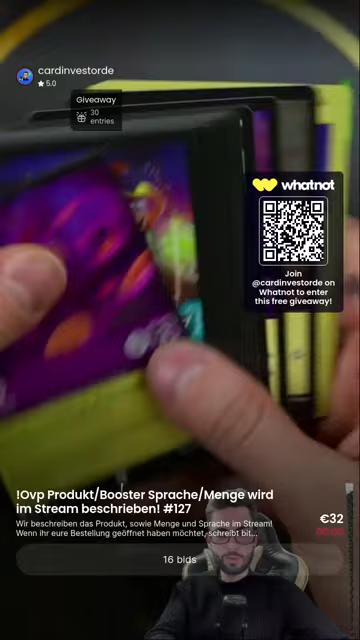 cardinvestorde
★ 5.0
Giveaway
30
entries
whatnot
Join
@cardinvestorde on
Whatnot to enter
this free giveaway!
!Ovp Produkt/Booster Sprache/Menge wird
im Stream beschrieben! #127
€32
Wir beschreiben das Produkt, sowie Menge und Sprache im Stream!
Wenn ihr eure Bestellung geöffnet haben möchtet, schreibt bit...
00:00
16 bids